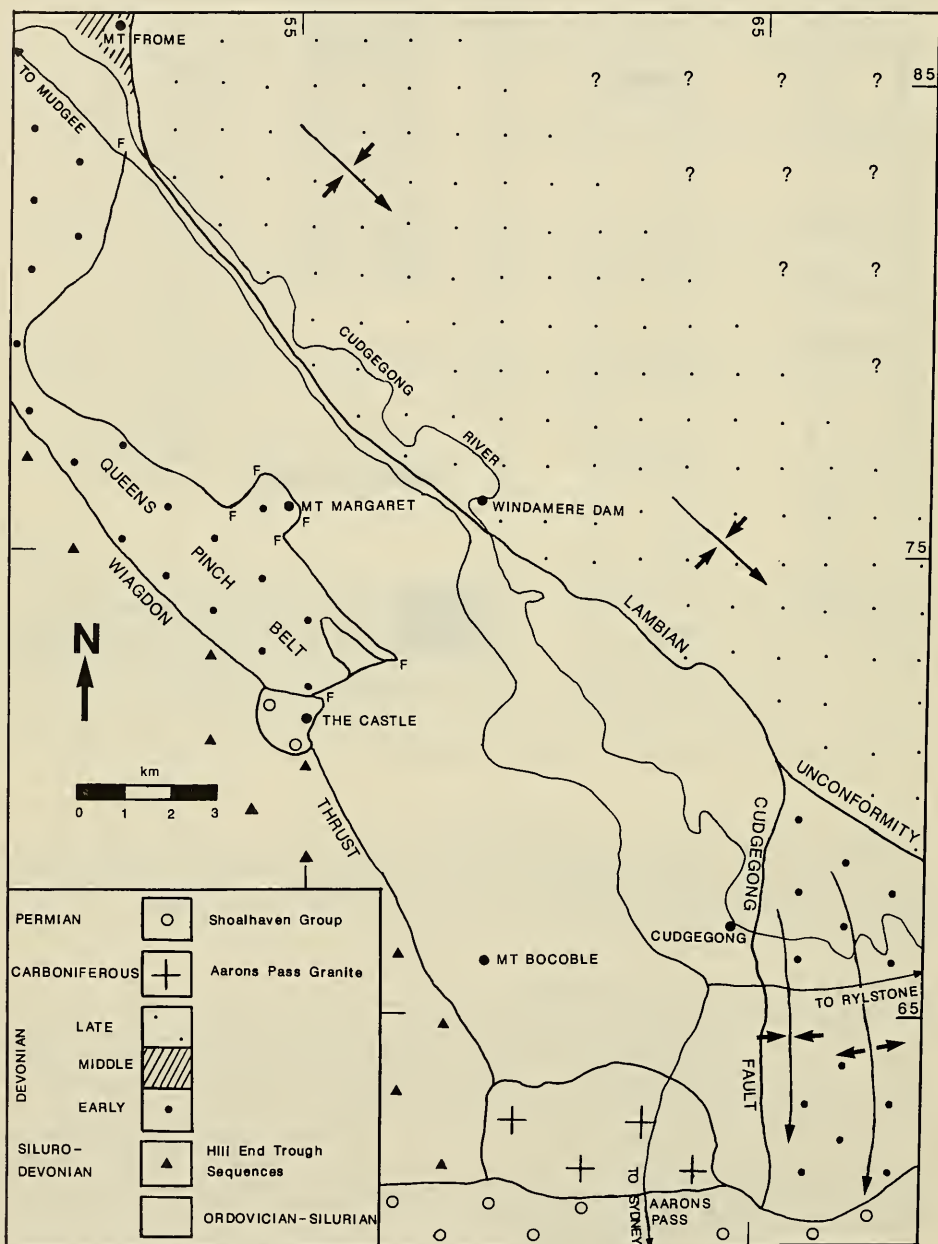 MT FROME
55
65
85
TO MUDGEE
F
? ? ? ?
? ? ?
? ?
?
CUDGEGONG
RIVER
WINDAMERE DAM
QUEENS
PINCH
BELT
F
F
MT MARGARET
F
F
WIAGDON
THRUST
75
LAMBIAN
UNCONFORMITY
N
F
F
THE CASTLE
km
0 1 2 3
CUDGEGONG
FAULT
CUDGEGONG
MT BOCOBLE
TO RYLSTONE
65
TO SYDNEY
AARONS
PASS
PERMIAN Shoalhaven Group
CARBONIFEROUS Aarons Pass Granite
DEVONIAN
LATE
MIDDLE
EARLY
SILURO-
DEVONIAN
Hill End Trough
Sequences
ORDOVICIAN-SILURIAN